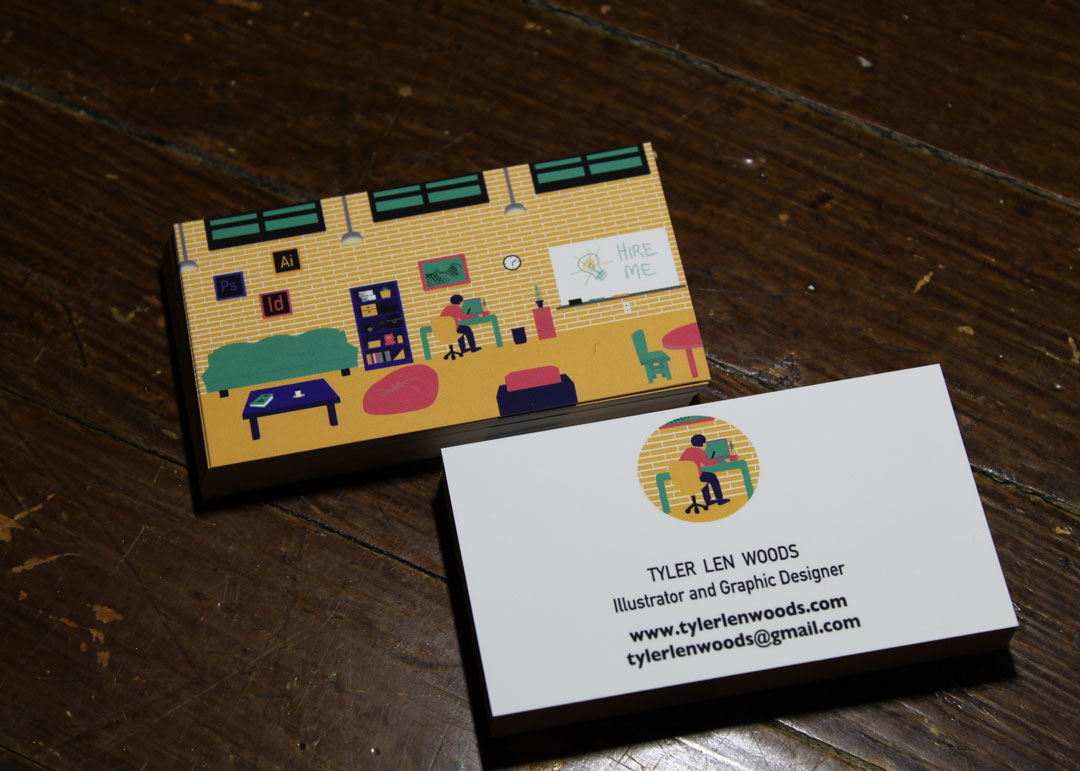 Ai
Ps
Id
HIRE
ME
TYLER LEN WOODS
Illustrator and Graphic Designer
www.tylerlenwoods.com
tylerlenwoods@gmail.com